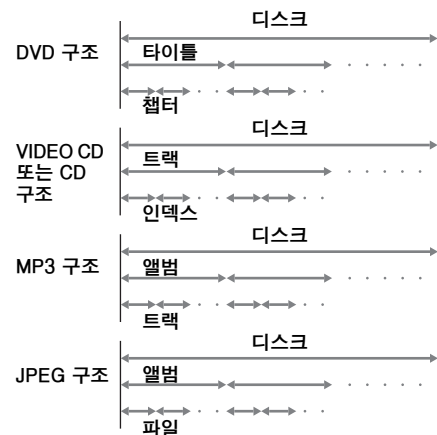 디스크
DVD 구조
타이틀
챕터
디스크
VIDEO CD
또는 CD
구조
트랙
인덱스
디스크
MP3 구조
앨범
트랙
디스크
JPEG 구조
앨범
파일